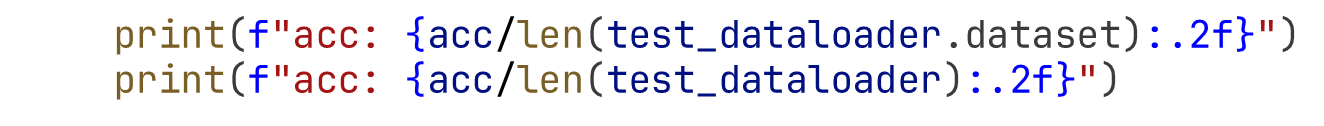 print(f"acc: {acc/len(test_dataloader.dataset):.2f}")
print(f"acc: {acc/len(test_dataloader):.2f}")